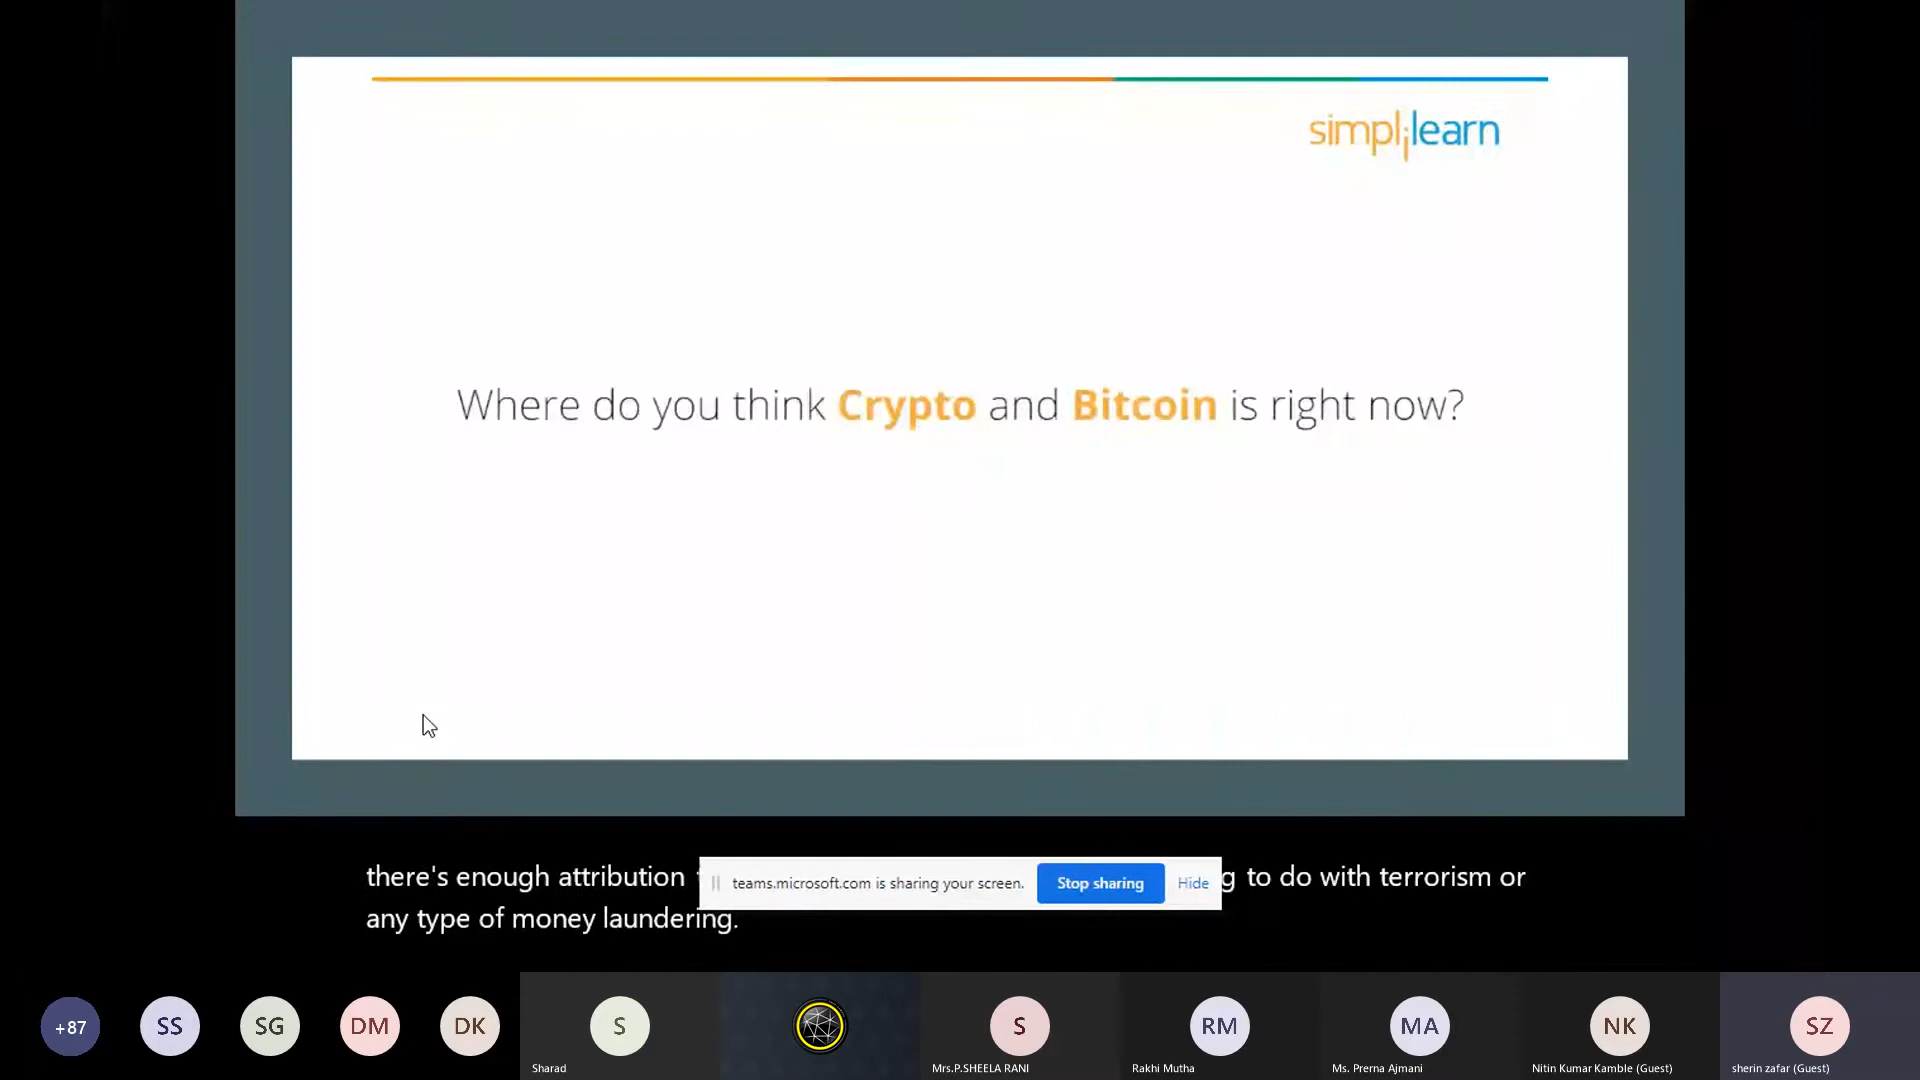 simplilearn
Where do you think Crypto and Bitcoin is right now?
there's enough attribution
teams.microsoft.com is sharing your screen. Stop sharing Hide
g to do with terrorism or
any type of money laundering.
+87 SS SG DM DK S S RM MA NK SZ
Sharad Mrs.P.SHEELA RANI Rakhi Mutha Ms. Prerna Ajmani Nitin Kumar Kamble (Guest) sherin zafar (Guest)